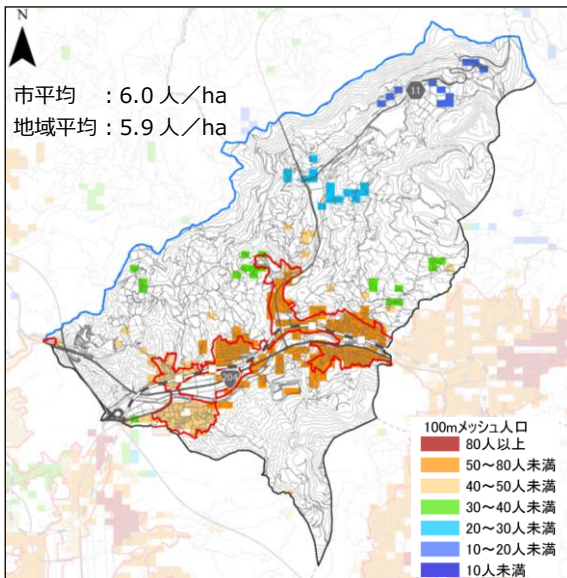 N
市平均　：6.0 人／ha
地域平均：5.9 人／ha
11
204
100mメッシュ人口
80人以上
50～80人未満
40～50人未満
30～40人未満
20～30人未満
10～20人未満
10人未満